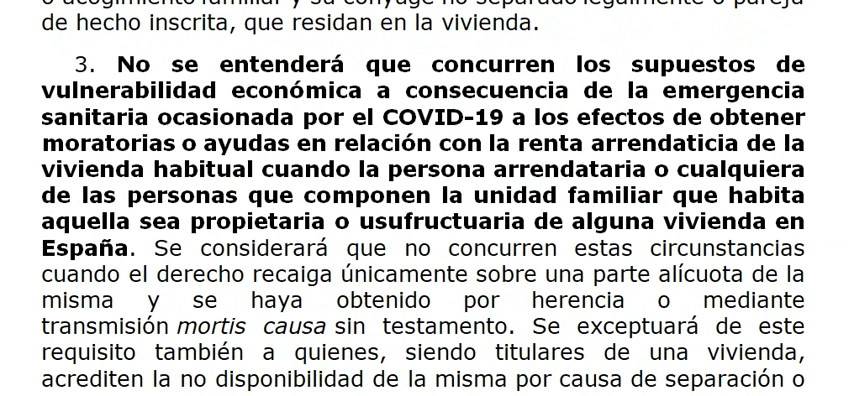 o acogimiento familiar y su cónyuge no separado legalmente o pareja
de hecho inscrita, que residan en la vivienda.
3. No se entenderá que concurren los supuestos de
vulnerabilidad económica a consecuencia de la emergencia
sanitaria ocasionada por el COVID-19 a los efectos de obtener
moratorias o ayudas en relación con la renta arrendaticia de la
vivienda habitual cuando la persona arrendataria o cualquiera
de las personas que componen la unidad familiar que habita
aquella sea propietaria o usufructuaria de alguna vivienda en
España. Se considerará que no concurren estas circunstancias
cuando el derecho recaiga únicamente sobre una parte alícuota de la
misma y se haya obtenido por herencia o mediante
transmisión mortis causa sin testamento. Se exceptuará de este
requisito también a quienes, siendo titulares de una vivienda,
acrediten la no disponibilidad de la misma por causa de separación o